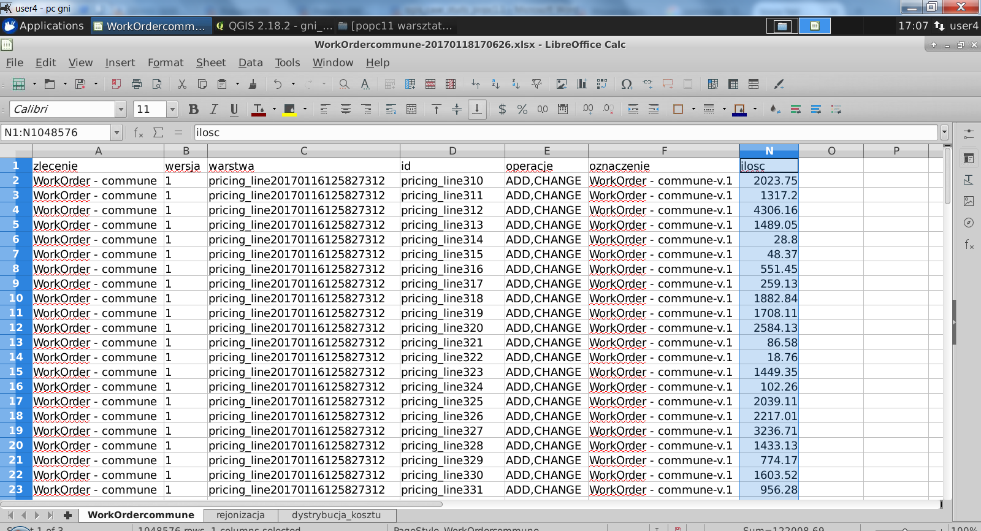 user4 - pc gni
Applications WorkOrdercomm... QGIS 2.18.2 - gni_... [popc11 warsztat... 17:07 user4
WorkOrdercommune-20170118170626.xlsx - LibreOffice Calc
File Edit View Insert Format Sheet Data Tools Window Help
Calibri 11 B I U
N1:N1048576 ilosc
A B C D E F N O P
1 zlecenie wersja warstwa id operacje oznaczenie ilosc
2 WorkOrder - commune 1 pricing_line20170116125827312 pricing_line310 ADD,CHANGE WorkOrder - commune-v.1 2023.75
3 WorkOrder - commune 1 pricing_line20170116125827312 pricing_line311 ADD,CHANGE WorkOrder - commune-v.1 1317.2
4 WorkOrder - commune 1 pricing_line20170116125827312 pricing_line312 ADD,CHANGE WorkOrder - commune-v.1 4306.16
5 WorkOrder - commune 1 pricing_line20170116125827312 pricing_line313 ADD,CHANGE WorkOrder - commune-v.1 1489.05
6 WorkOrder - commune 1 pricing_line20170116125827312 pricing_line314 ADD,CHANGE WorkOrder - commune-v.1 28.8
7 WorkOrder - commune 1 pricing_line20170116125827312 pricing_line315 ADD,CHANGE WorkOrder - commune-v.1 48.37
8 WorkOrder - commune 1 pricing_line20170116125827312 pricing_line316 ADD,CHANGE WorkOrder - commune-v.1 551.45
9 WorkOrder - commune 1 pricing_line20170116125827312 pricing_line317 ADD,CHANGE WorkOrder - commune-v.1 259.13
10 WorkOrder - commune 1 pricing_line20170116125827312 pricing_line318 ADD,CHANGE WorkOrder - commune-v.1 1882.84
11 WorkOrder - commune 1 pricing_line20170116125827312 pricing_line319 ADD,CHANGE WorkOrder - commune-v.1 1708.11
12 WorkOrder - commune 1 pricing_line20170116125827312 pricing_line320 ADD,CHANGE WorkOrder - commune-v.1 2584.13
13 WorkOrder - commune 1 pricing_line20170116125827312 pricing_line321 ADD,CHANGE WorkOrder - commune-v.1 86.58
14 WorkOrder - commune 1 pricing_line20170116125827312 pricing_line322 ADD,CHANGE WorkOrder - commune-v.1 18.76
15 WorkOrder - commune 1 pricing_line20170116125827312 pricing_line323 ADD,CHANGE WorkOrder - commune-v.1 1449.35
16 WorkOrder - commune 1 pricing_line20170116125827312 pricing_line324 ADD,CHANGE WorkOrder - commune-v.1 102.26
17 WorkOrder - commune 1 pricing_line20170116125827312 pricing_line325 ADD,CHANGE WorkOrder - commune-v.1 2039.11
18 WorkOrder - commune 1 pricing_line20170116125827312 pricing_line326 ADD,CHANGE WorkOrder - commune-v.1 2217.01
19 WorkOrder - commune 1 pricing_line20170116125827312 pricing_line327 ADD,CHANGE WorkOrder - commune-v.1 3236.71
20 WorkOrder - commune 1 pricing_line20170116125827312 pricing_line328 ADD,CHANGE WorkOrder - commune-v.1 1433.13
21 WorkOrder - commune 1 pricing_line20170116125827312 pricing_line329 ADD,CHANGE WorkOrder - commune-v.1 774.17
22 WorkOrder - commune 1 pricing_line20170116125827312 pricing_line330 ADD,CHANGE WorkOrder - commune-v.1 1603.52
23 WorkOrder - commune 1 pricing_line20170116125827312 pricing_line331 ADD,CHANGE WorkOrder - commune-v.1 956.28
WorkOrdercommune rejonizacja dystrybucja_kosztu
1 of 3 1048576 rows, 1 columns selected PageStyle_WorkOrdercommune Sum=122008.69 100%